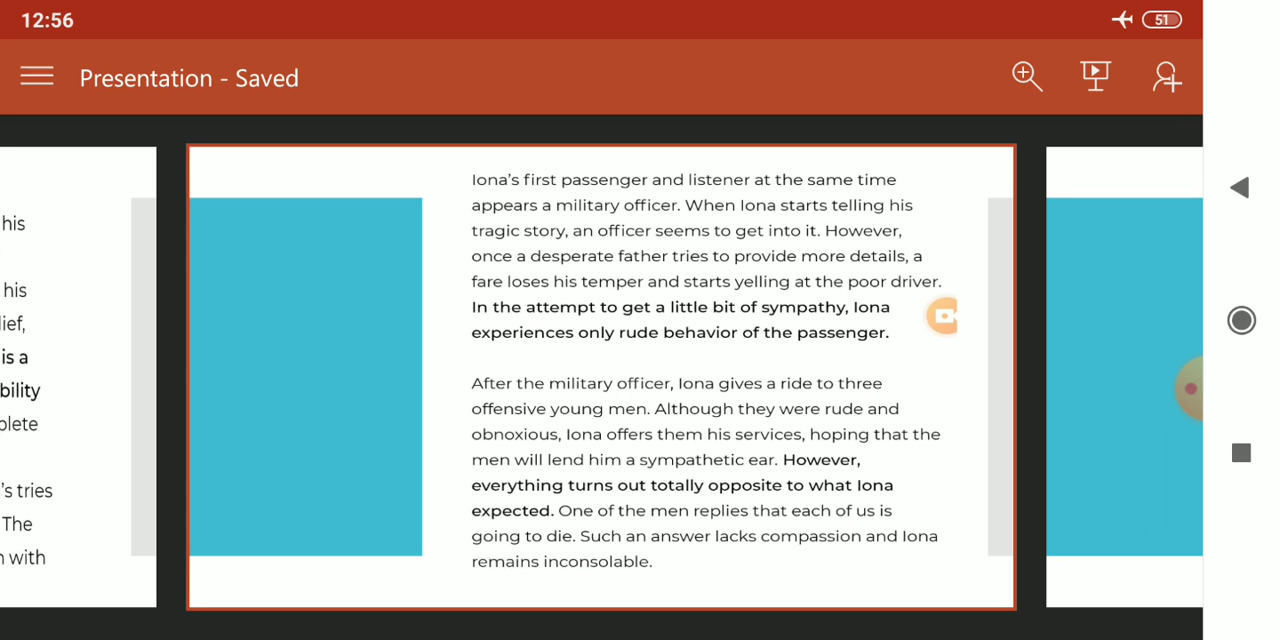 12:56
51
Presentation - Saved
his
his
lief,
is a
bility
plete
's tries
The
with
Iona's first passenger and listener at the same time
appears a military officer. When Iona starts telling his
tragic story, an officer seems to get into it. However,
once a desperate father tries to provide more details, a
fare loses his temper and starts yelling at the poor driver.
In the attempt to get a little bit of sympathy, Iona
experiences only rude behavior of the passenger.
After the military officer, Iona gives a ride to three
offensive young men. Although they were rude and
obnoxious, Iona offers them his services, hoping that the
men will lend him a sympathetic ear. However,
everything turns out totally opposite to what Iona
expected. One of the men replies that each of us is
going to die. Such an answer lacks compassion and Iona
remains inconsolable.